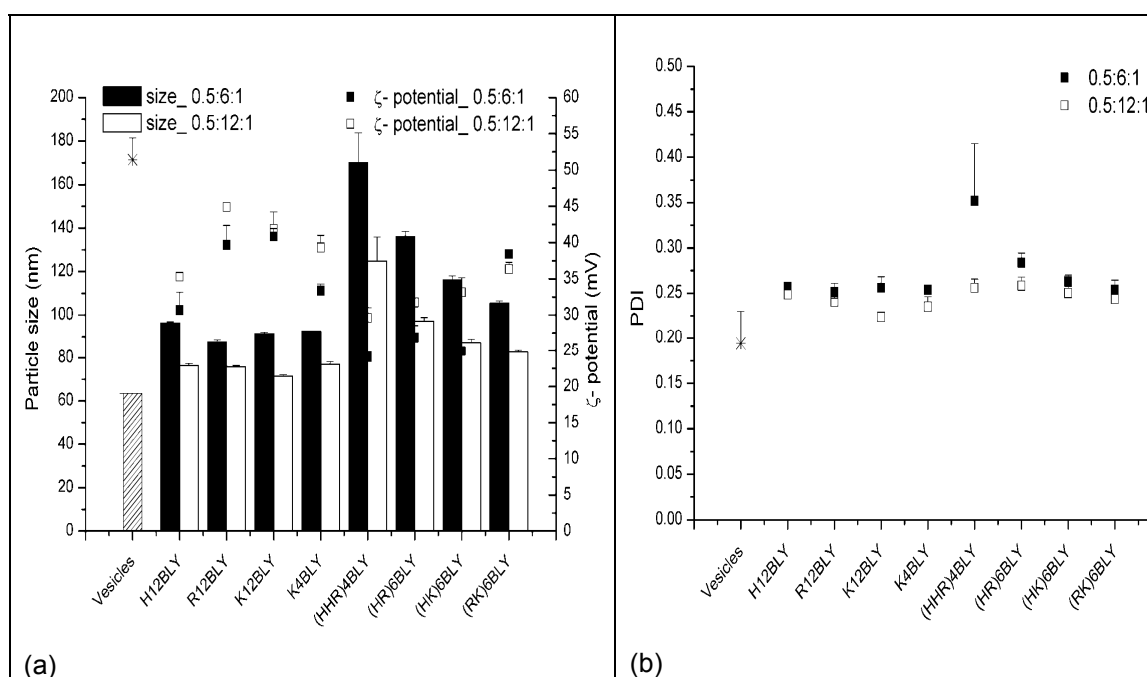 size_ 0.5:6:1
size_ 0.5:12:1
ζ- potential_ 0.5:6:1
ζ- potential_ 0.5:12:1
Particle size (nm)
200
180
160
140
120
100
80
60
40
20
0
60
55
50
45
40
35
30
25
20
15
10
5
0
ζ- potential (mV)
Vesicles
H12BLY
R12BLY
K12BLY
K4BLY
(HHR)4BLY
(HR)6BLY
(HK)6BLY
(RK)6BLY
(a)
0.5:6:1
0.5:12:1
PDI
0.50
0.45
0.40
0.35
0.30
0.25
0.20
0.15
0.10
0.05
0.00
Vesicles
H12BLY
R12BLY
K12BLY
K4BLY
(HHR)4BLY
(HR)6BLY
(HK)6BLY
(RK)6BLY
(b)